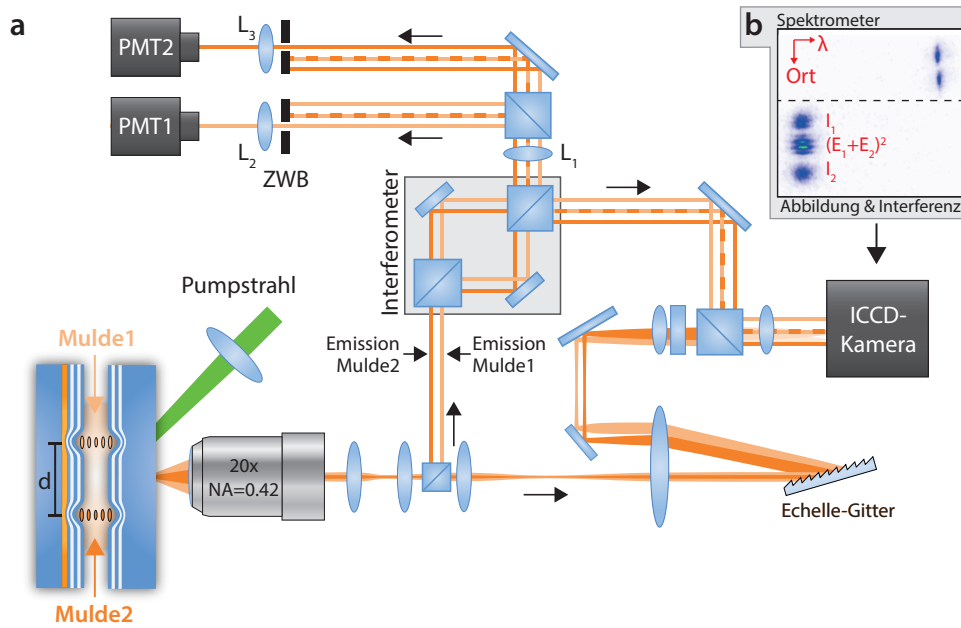 a
PMT2
L3
PMT1
L2
ZWB
L1
Interferometer
b
Spektrometer
λ
Ort
I1
(E1+E2)²
I2
Abbildung & Interferenz
ICCD-
Kamera
Pumpstrahl
Emission
Mulde2
Emission
Mulde1
Mulde1
d
20x
NA=0.42
Echelle-Gitter
Mulde2